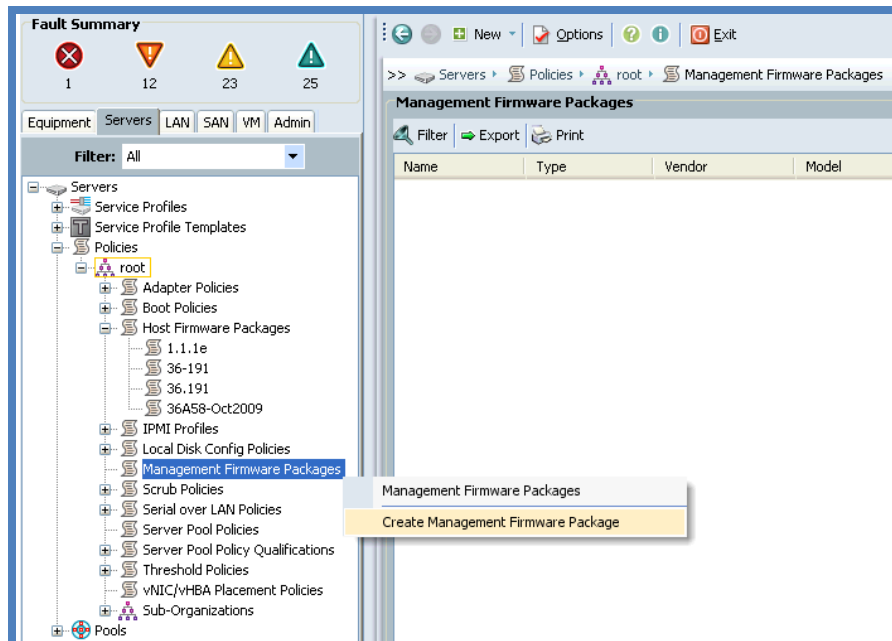 Fault Summary
1 12 23 25
Equipment Servers LAN SAN VM Admin
Filter: All
Servers
Service Profiles
Service Profile Templates
Policies
root
Adapter Policies
Boot Policies
Host Firmware Packages
1.1.1e
36-191
36.191
36A58-Oct2009
IPMI Profiles
Local Disk Config Policies
Management Firmware Packages
Scrub Policies
Serial over LAN Policies
Server Pool Policies
Server Pool Policy Qualifications
Threshold Policies
vNIC/vHBA Placement Policies
Sub-Organizations
Pools
New Options Exit
>> Servers Policies root Management Firmware Packages
Management Firmware Packages
Filter Export Print
Name Type Vendor Model
Management Firmware Packages
Create Management Firmware Package